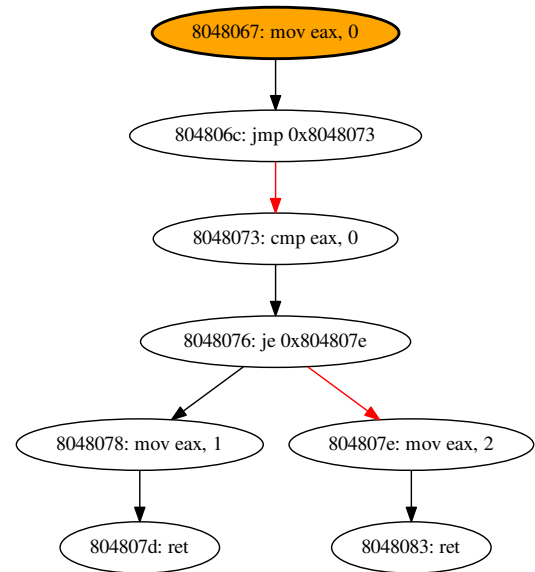 8048067: mov eax, 0
804806c: jmp 0x8048073
8048073: cmp eax, 0
8048076: je 0x804807e
8048078: mov eax, 1
804807e: mov eax, 2
804807d: ret
8048083: ret